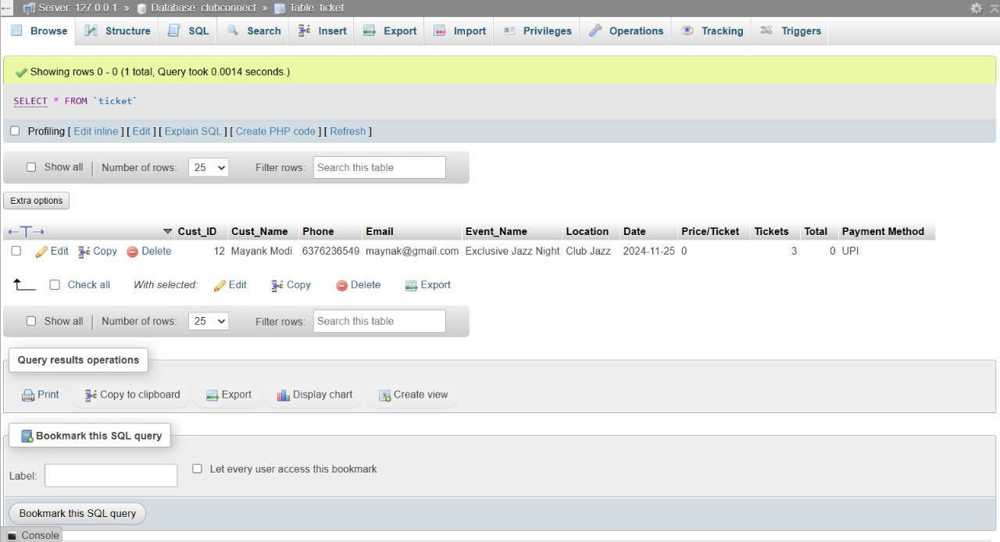 Server: 127.0.0.1 » Database: clubconnect » Table: ticket
Browse Structure SQL Search Insert Export Import Privileges Operations Tracking Triggers
Showing rows 0 - 0 (1 total, Query took 0.0014 seconds.)
SELECT * FROM `ticket`
Profiling [ Edit inline ] [ Edit ] [ Explain SQL ] [ Create PHP code ] [ Refresh ]
Show all | Number of rows: 25 Filter rows: Search this table
Extra options
←T→ Cust_ID Cust_Name Phone Email Event_Name Location Date Price/Ticket Tickets Total Payment Method
Edit Copy Delete 12 Mayank Modi 6376236549 maynak@gmail.com Exclusive Jazz Night Club Jazz 2024-11-25 0 3 0 UPI
Check all With selected: Edit Copy Delete Export
Show all | Number of rows: 25 Filter rows: Search this table
Query results operations
Print Copy to clipboard Export Display chart Create view
Bookmark this SQL query
Label: Let every user access this bookmark
Bookmark this SQL query
Console